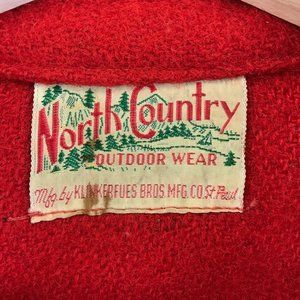 North Country
OUTDOOR WEAR
Mfg. by KLINKERFUES BROS. MFG. CO. St. Paul